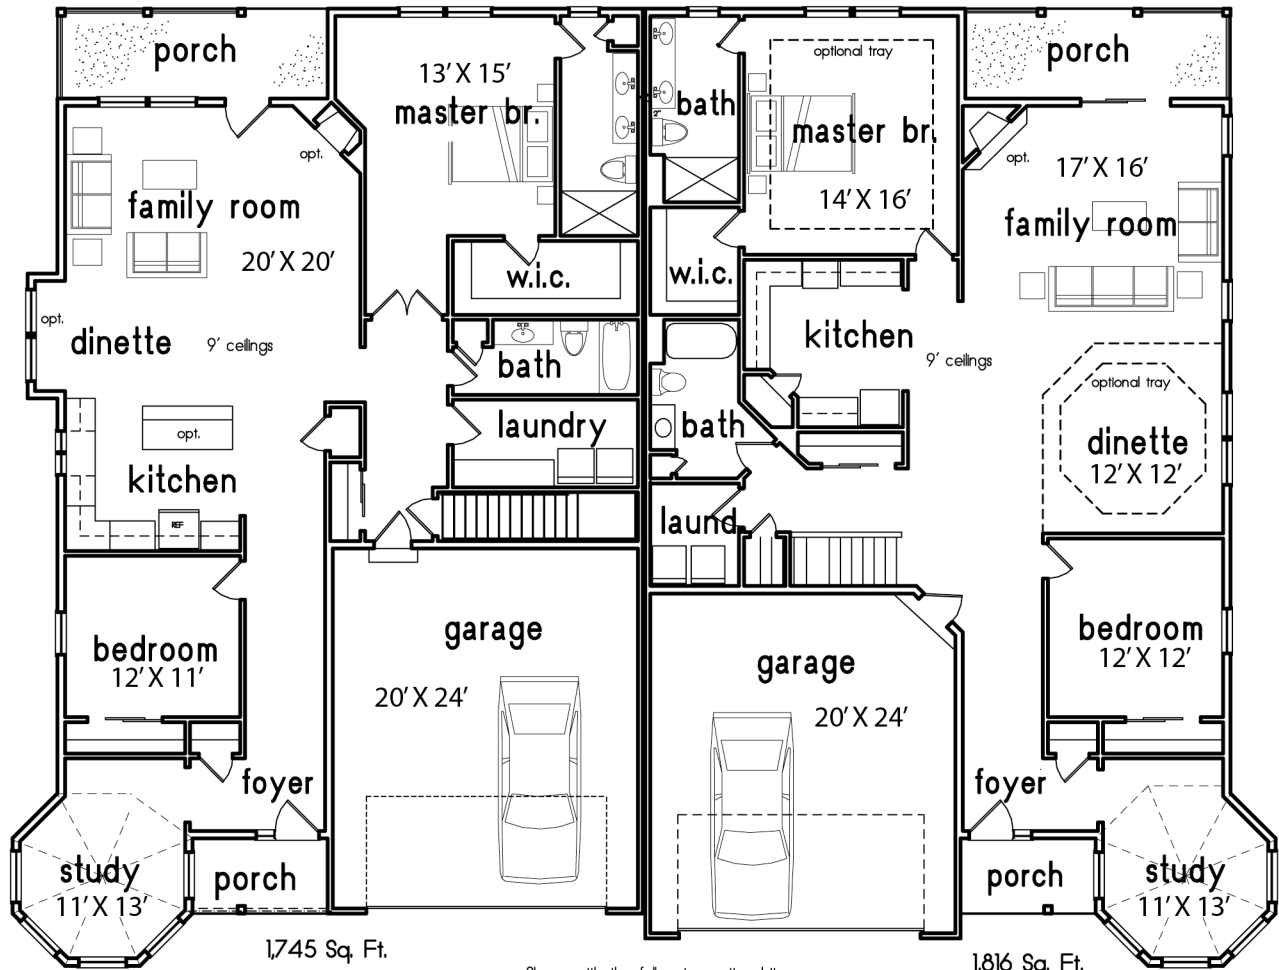 porch
13’ X 15’
master br.
opt.
family room
20’ X 20’
w.i.c.
opt.
dinette
9’ ceilings
bath
laundry
opt.
kitchen
REF
bedroom
12’ X 11’
garage
20’ X 24’
foyer
study
11’ X 13’
porch
1,745 Sq. Ft.
optional tray
porch
bath
master br.
14’ X 16’
opt.
17’ X 16’
family room
w.i.c.
kitchen
9’ ceilings
optional tray
bath
dinette
12’ X 12’
laund.
bedroom
12’ X 12’
garage
20’ X 24’
foyer
porch
study
11’ X 13’
1,816 Sq. Ft.